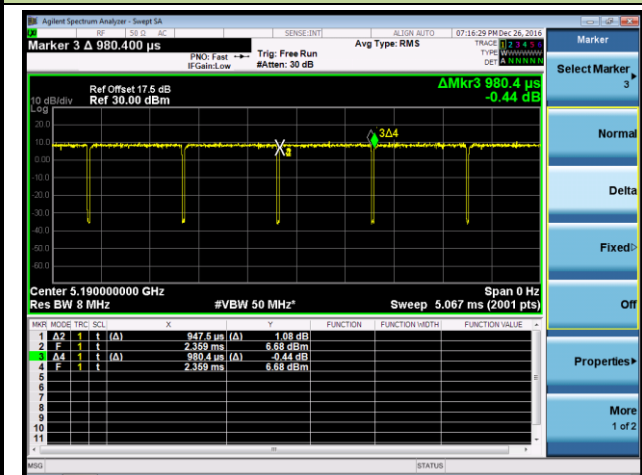 Agilent Spectrum Analyzer - Swept SA
RF 50 Ω AC SENSE:INT ALIGN AUTO 07:16:29 PM Dec 26, 2016
Marker 3 Δ 980.400 µs
PNO: Fast
IFGain:Low
Trig: Free Run
#Atten: 30 dB
Avg Type: RMS
TRACE 1 2 3 4 5 6
TYPE WWWWWW
DET A N N N N N
ΔMkr3 980.4 µs
-0.44 dB
Ref Offset 17.5 dB
10 dB/div Ref 30.00 dBm
Log
20.0
10.0
0.00
-10.0
-20.0
-30.0
-40.0
-50.0
-60.0
3Δ4
Center 5.190000000 GHz Span 0 Hz
Res BW 8 MHz #VBW 50 MHz* Sweep 5.067 ms (2001 pts)
MKR MODE TRC SCL X Y FUNCTION FUNCTION WIDTH FUNCTION VALUE
1 Δ2 1 t (Δ) 947.5 µs (Δ) 1.08 dB
2 F 1 t 2.359 ms 6.68 dBm
3 Δ4 1 t (Δ) 980.4 µs (Δ) -0.44 dB
4 F 1 t 2.359 ms 6.68 dBm
5
6
7
8
9
10
11
MSG STATUS
Marker
Select Marker
3
Normal
Delta
Fixed
Off
Properties
More
1 of 2